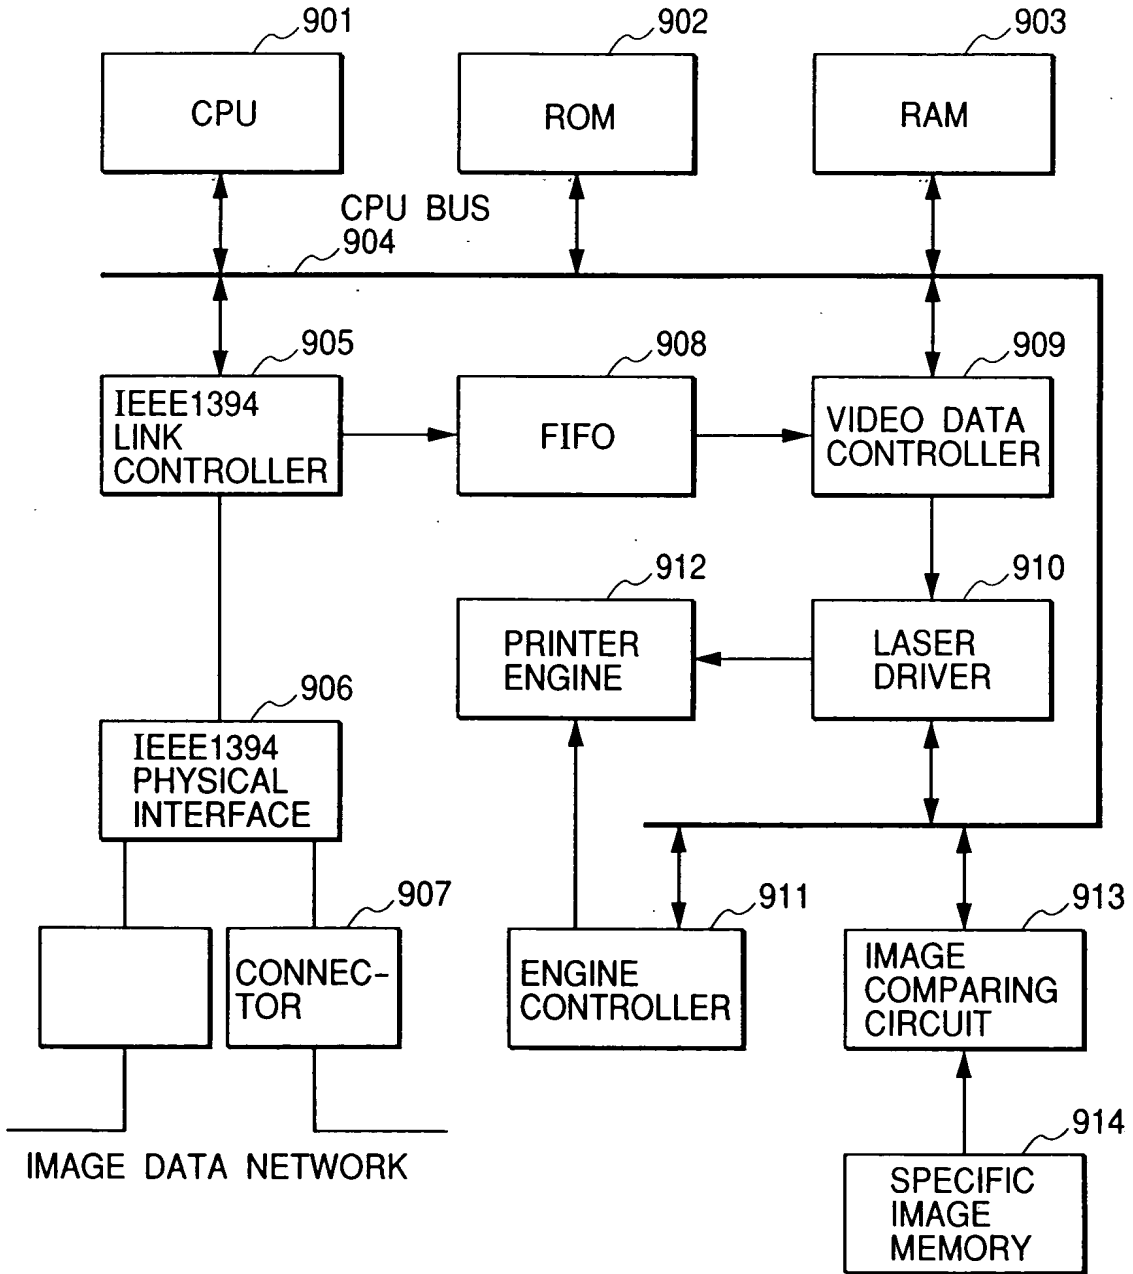 901
902
903
CPU
ROM
RAM
CPU BUS
904
905
908
909
IEEE1394
LINK
CONTROLLER
FIFO
VIDEO DATA
CONTROLLER
912
910
PRINTER
ENGINE
LASER
DRIVER
906
IEEE1394
PHYSICAL
INTERFACE
907
911
913
CONNEC-
TOR
ENGINE
CONTROLLER
IMAGE
COMPARING
CIRCUIT
914
IMAGE DATA NETWORK
SPECIFIC
IMAGE
MEMORY